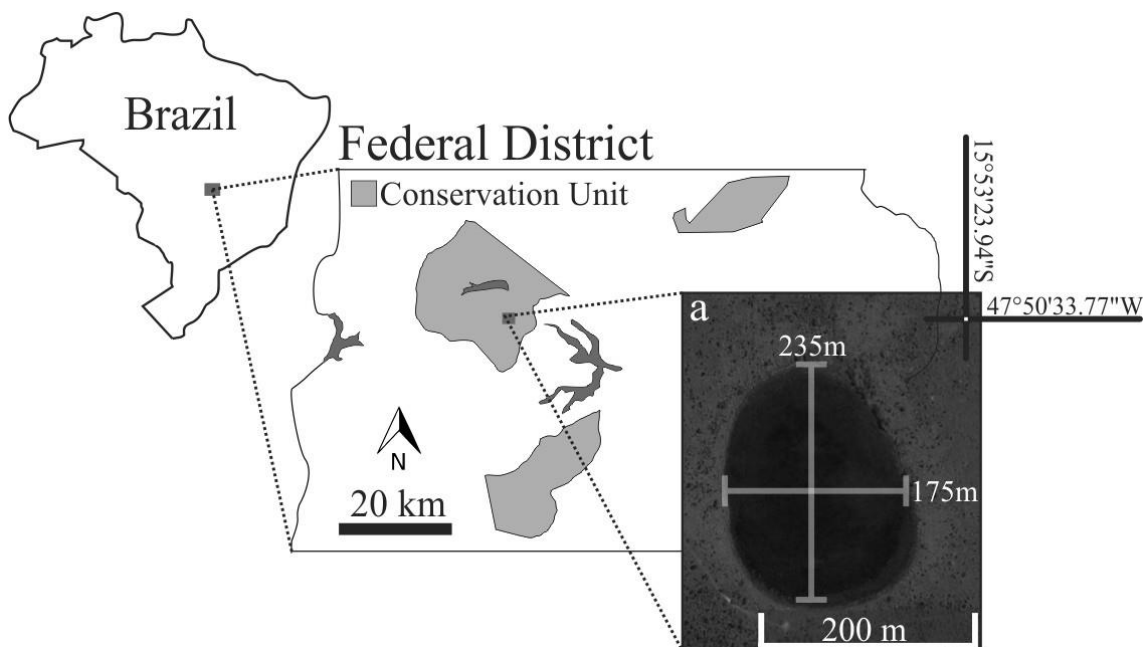 Brazil
Federal District
Conservation Unit
15°53'23.94"S
47°50'33.77"W
a
235m
175m
N
20 km
200 m